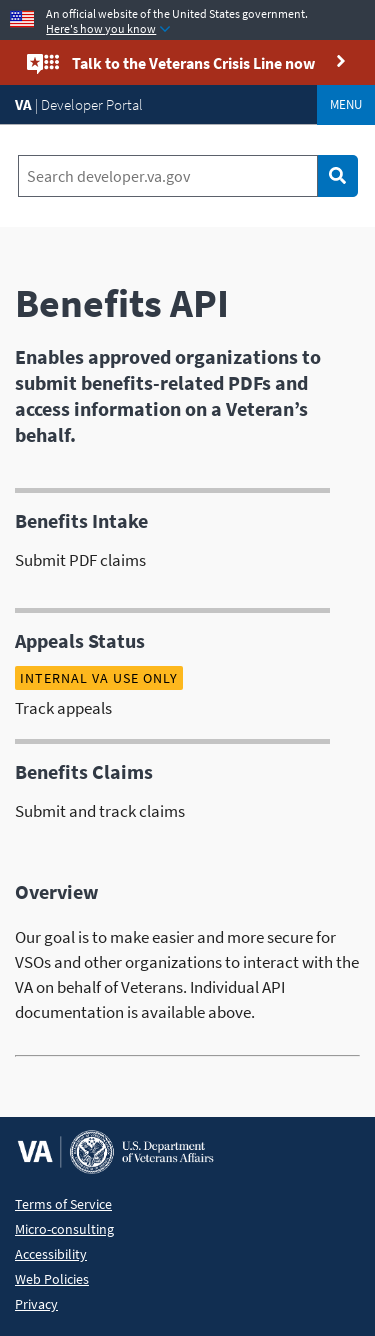 An official website of the United States government.
Here's how you know
Talk to the Veterans Crisis Line now
VA | Developer Portal
MENU
Search developer.va.gov
Benefits API
Enables approved organizations to
submit benefits-related PDFs and
access information on a Veteran’s
behalf.
Benefits Intake
Submit PDF claims
Appeals Status
INTERNAL VA USE ONLY
Track appeals
Benefits Claims
Submit and track claims
Overview
Our goal is to make easier and more secure for
VSOs and other organizations to interact with the
VA on behalf of Veterans. Individual API
documentation is available above.
VA
U.S. Department
of Veterans Affairs
Terms of Service
Micro-consulting
Accessibility
Web Policies
Privacy